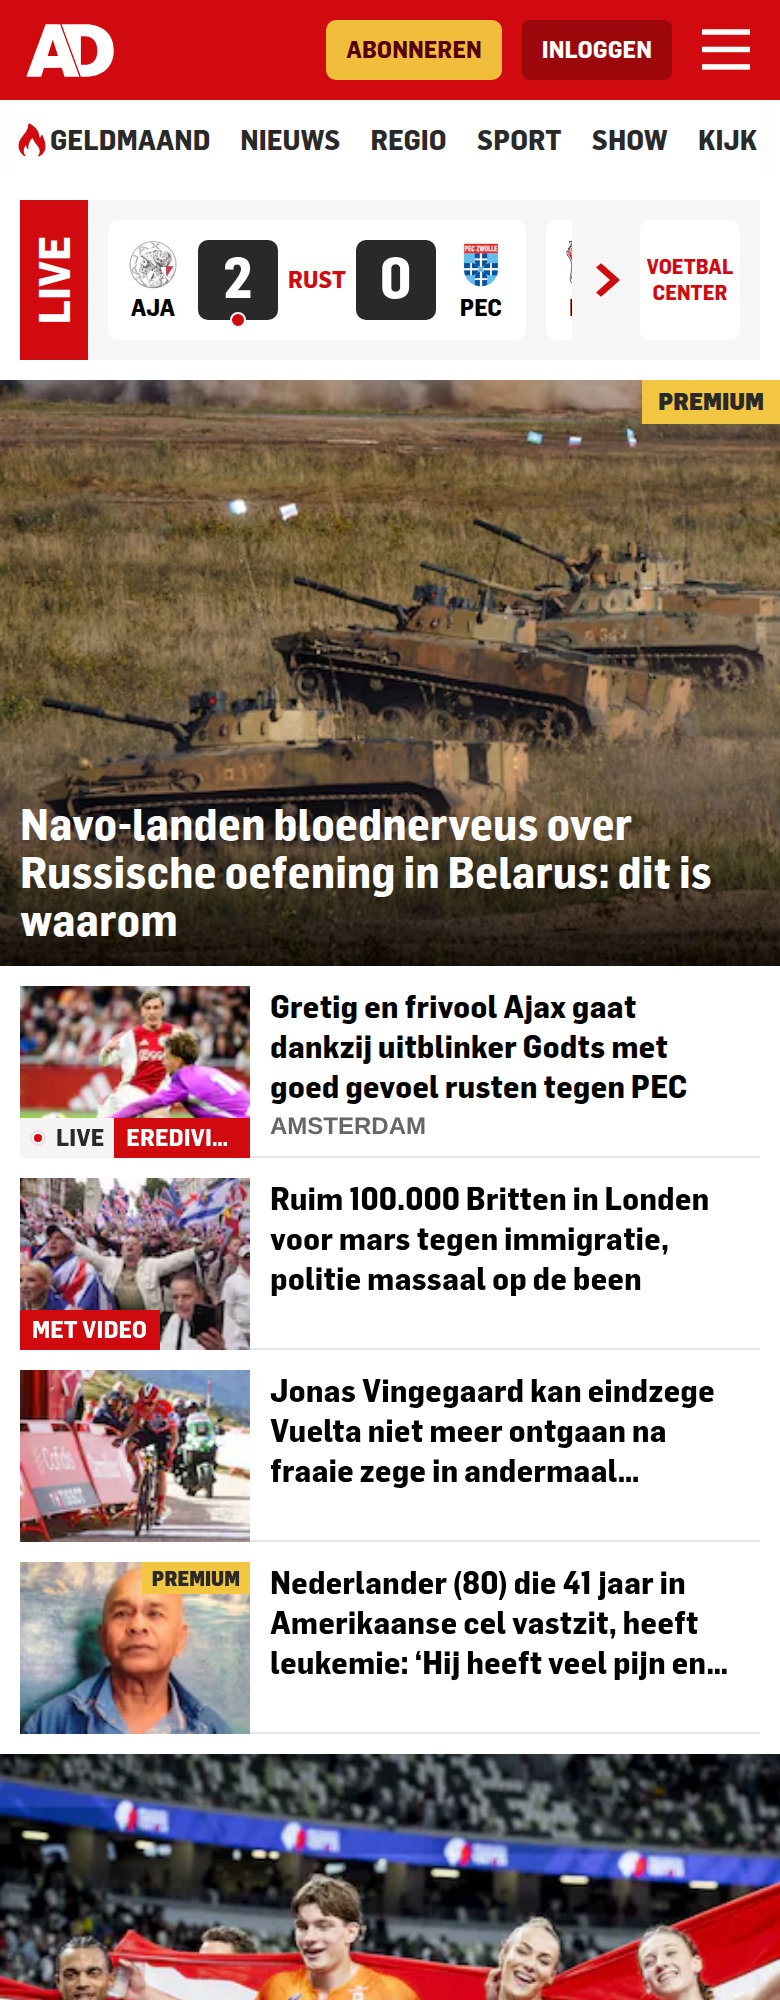 AD
ABONNEREN
INLOGGEN
GELDMAAND NIEUWS REGIO SPORT SHOW KIJK
LIVE
AJA
2
RUST
0
PEC ZWOLLE
PEC
VOETBAL
CENTER
PREMIUM
Navo-landen bloednerveus over
Russische oefening in Belarus: dit is
waarom
Gretig en frivool Ajax gaat
dankzij uitblinker Godts met
goed gevoel rusten tegen PEC
AMSTERDAM
LIVE
EREDIVI...
Ruim 100.000 Britten in Londen
voor mars tegen immigratie,
politie massaal op de been
MET VIDEO
Jonas Vingegaard kan eindzege
Vuelta niet meer ontgaan na
fraaie zege in andermaal...
Cofidis
TISSOT
PREMIUM
Nederlander (80) die 41 jaar in
Amerikaanse cel vastzit, heeft
leukemie: ‘Hij heeft veel pijn en...